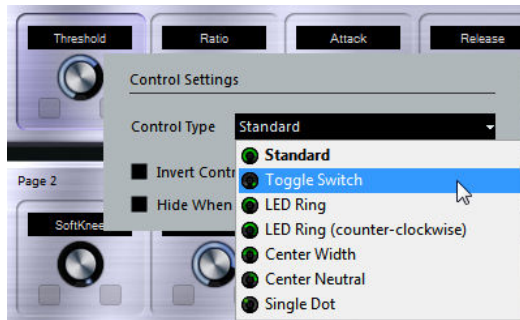 Threshold Ratio Attack Release
Control Settings
Control Type Standard
Standard
Invert
Toggle Switch
Page 2
Hide When
LED Ring
SoftKnee
LED Ring (counter-clockwise)
Center Width
Center Neutral
Single Dot